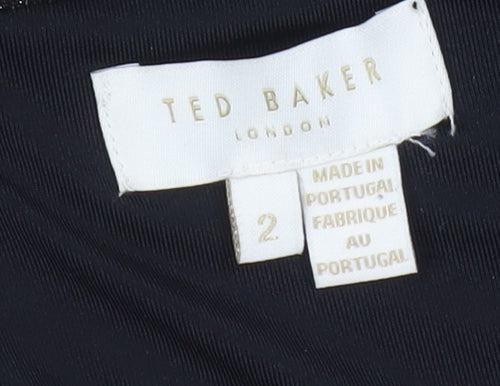 TED BAKER
LONDON
2
MADE IN
PORTUGAL
FABRIQUE
AU
PORTUGAL